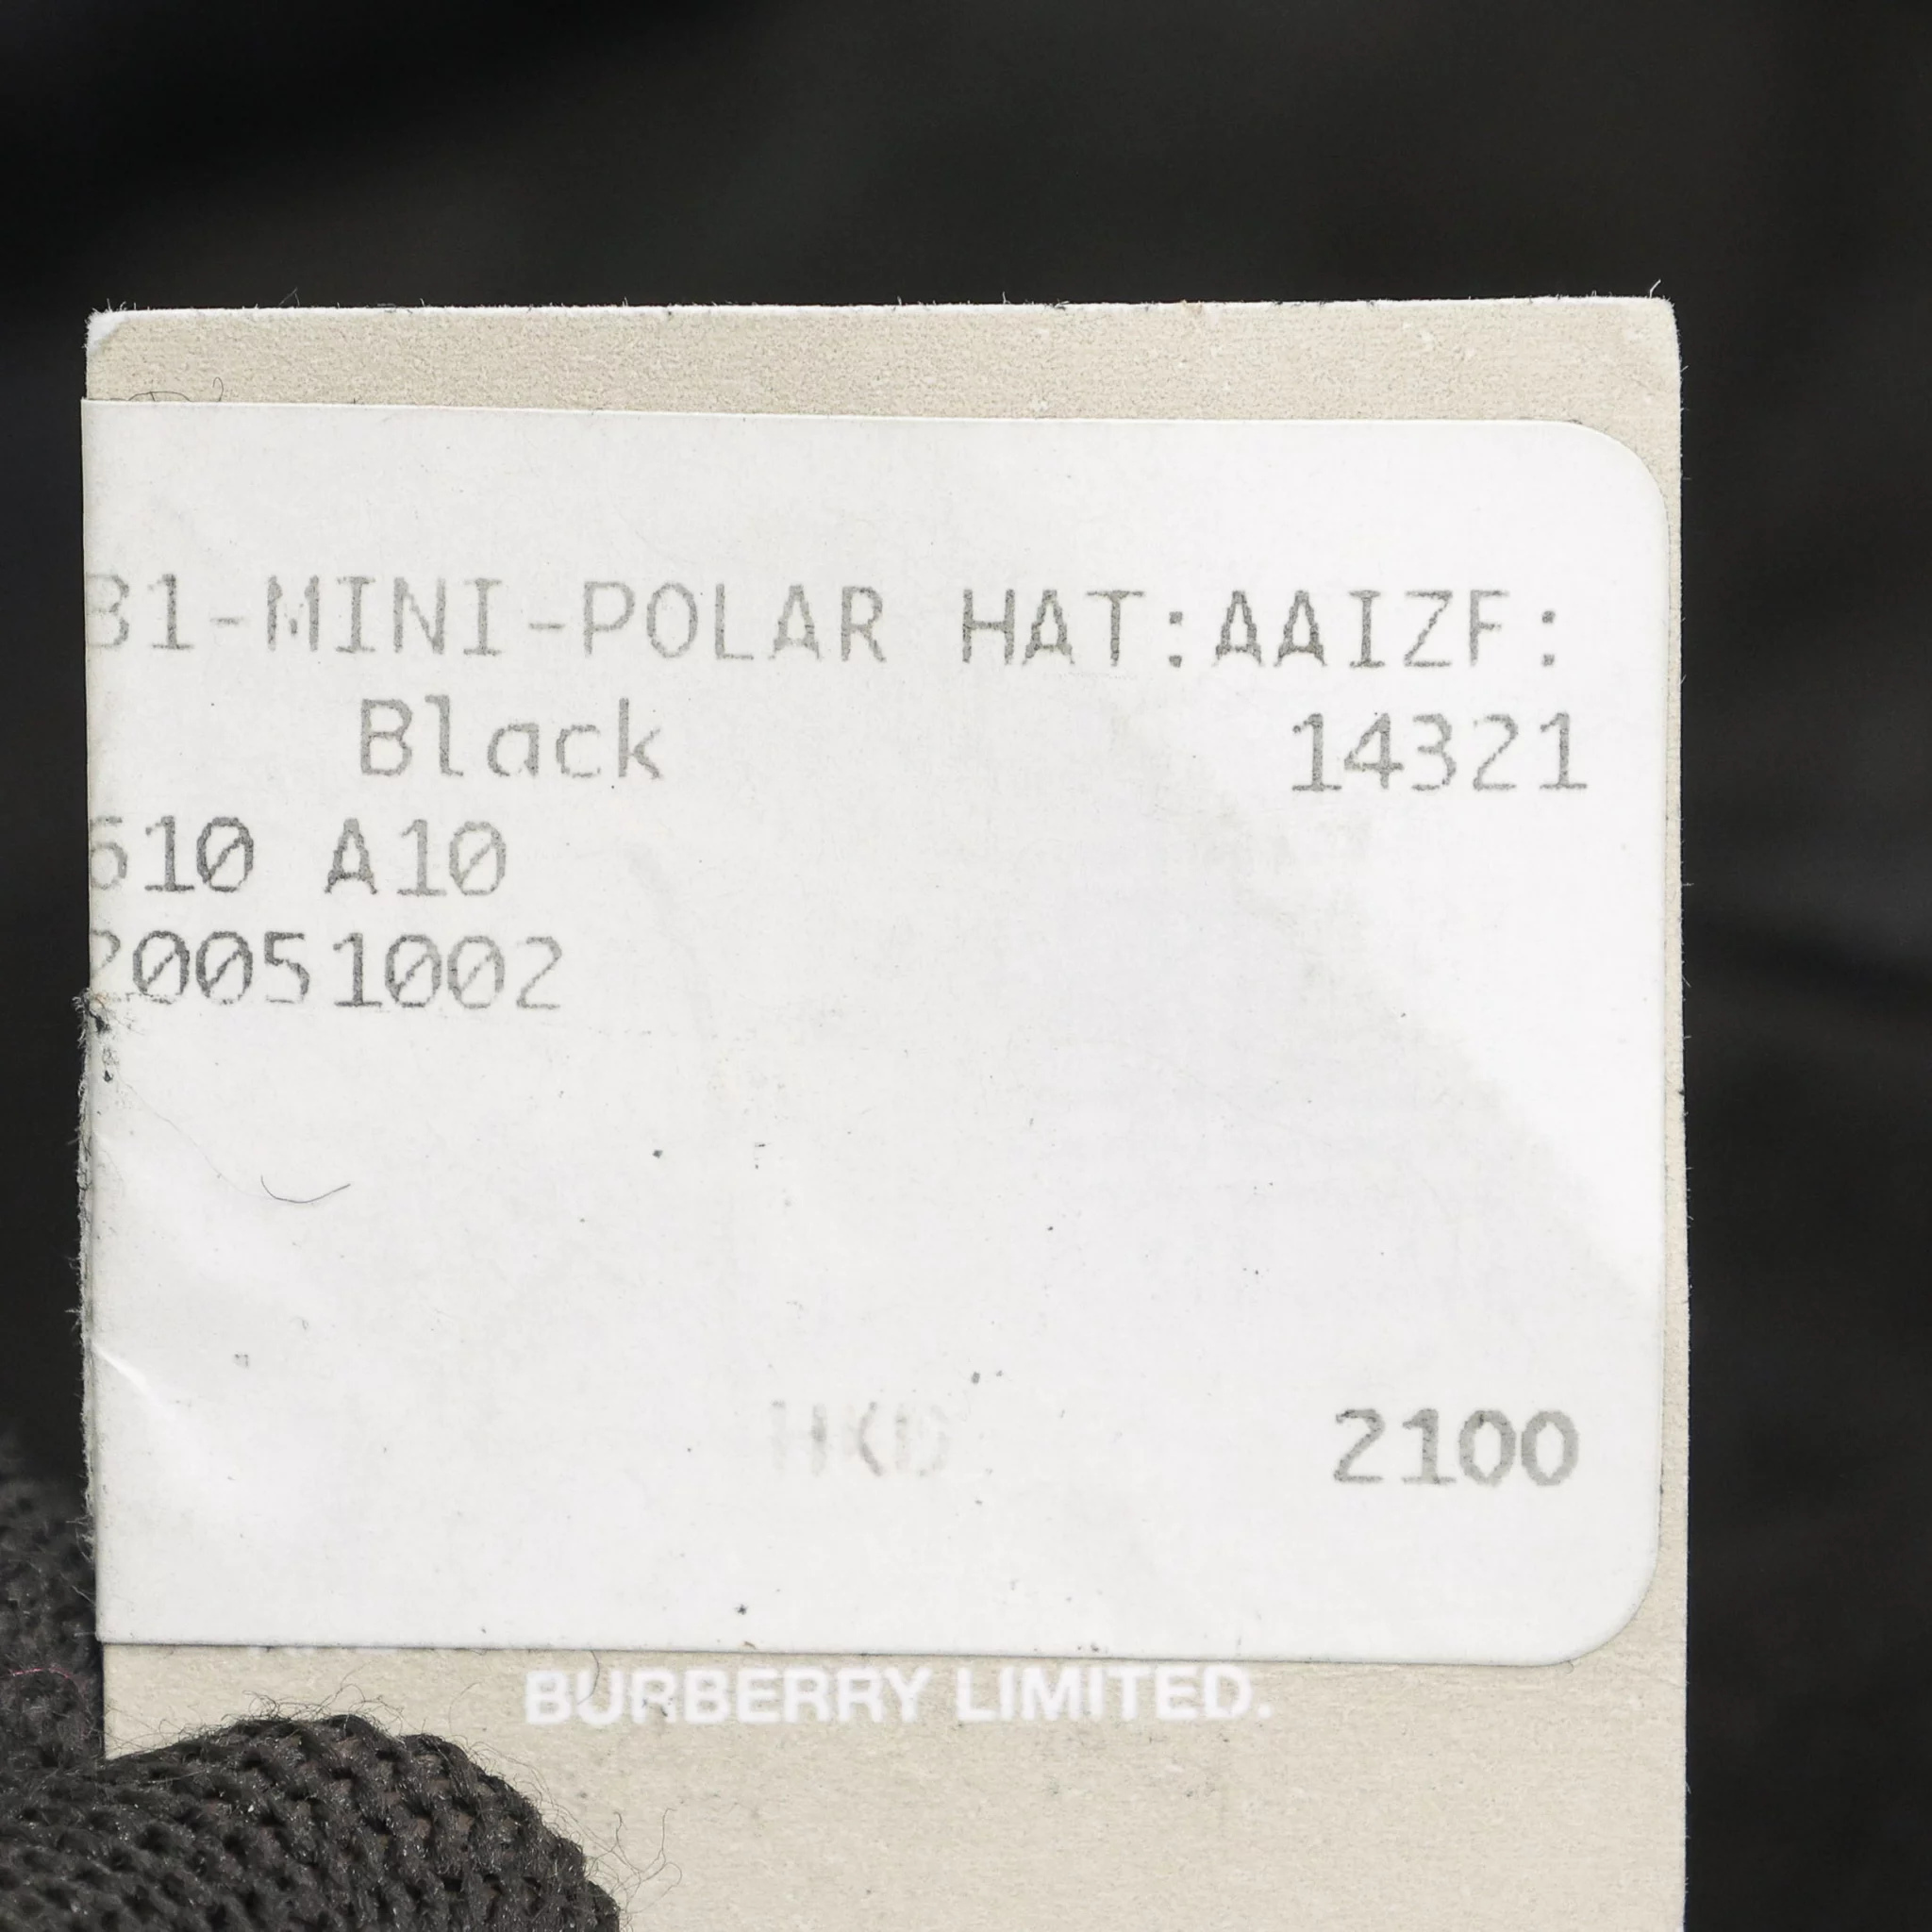 B1-MINI-POLAR HAT:AAIZF:
Black 14321
610 A10
20051002
2100
BURBERRY LIMITED.